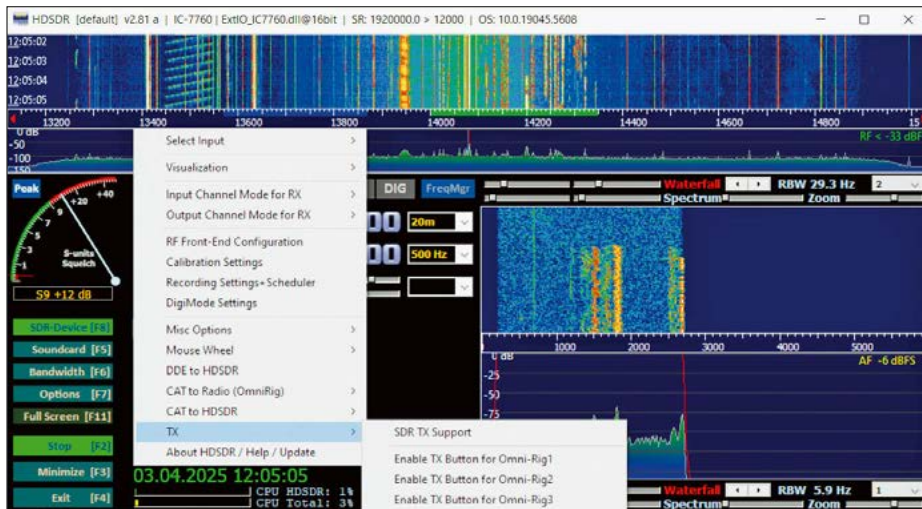 HDSDR [default] v2.81 a | IC-7760 | ExtIO_IC7760.dll@16bit | SR: 1920000.0 > 12000 | OS: 10.0.19045.5608
12:05:02
12:05:03
12:05:04
12:05:05
13200 13400 13600 13800 14000 14200 14400 14600 14800 15
0 dB
-50
-100
-150
RF < -33 dBF
Select Input
Visualization
Input Channel Mode for RX
Output Channel Mode for RX
RF Front-End Configuration
Calibration Settings
Recording Settings+Scheduler
DigiMode Settings
Misc Options
Mouse Wheel
DDE to HDSDR
CAT to Radio (OmniRig)
CAT to HDSDR
TX
About HDSDR / Help / Update
SDR TX Support
Enable TX Button for Omni-Rig1
Enable TX Button for Omni-Rig2
Enable TX Button for Omni-Rig3
Peak
1 3 5 7 9 +20 +40
S-units
Squelch
S9 +12 dB
SDR-Device [F8]
Soundcard [F5]
Bandwidth [F6]
Options [F7]
Full Screen [F11]
Stop [F2]
Minimize [F3]
Exit [F4]
03.04.2025 12:05:05
CPU HDSDR: 1%
CPU Total: 3%
DIG FreqMgr
00 20m
00 500 Hz
Waterfall RBW 29.3 Hz 2
Spectrum Zoom
1000 2000 3000 4000 5000
0 dB
-25
-50
-75
AF -6 dBFS
Waterfall RBW 5.9 Hz 1
Spectrum Zoom